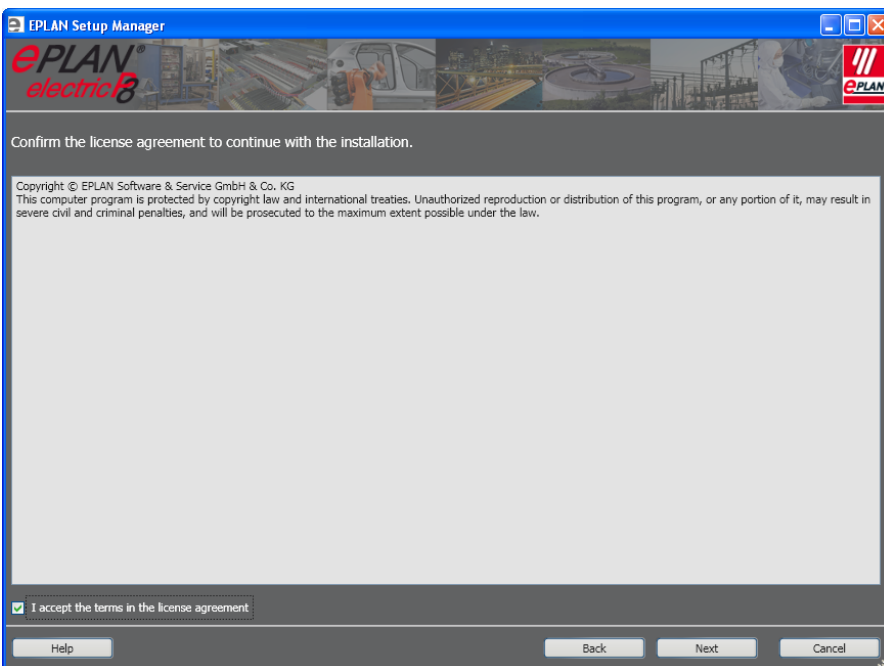 EPLAN Setup Manager
ePLAN®
electric P8
ePLAN
Confirm the license agreement to continue with the installation.
Copyright © EPLAN Software & Service GmbH & Co. KG
This computer program is protected by copyright law and international treaties. Unauthorized reproduction or distribution of this program, or any portion of it, may result in
severe civil and criminal penalties, and will be prosecuted to the maximum extent possible under the law.
I accept the terms in the license agreement
Help Back Next Cancel